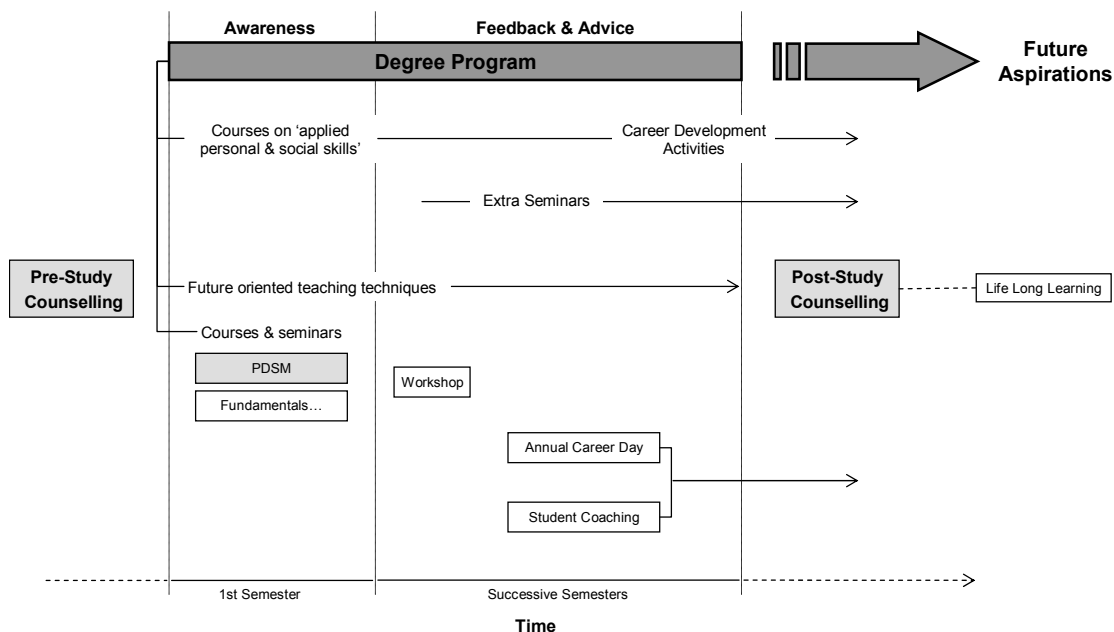 Awareness
Feedback & Advice
Degree Program
Future
Aspirations
Courses on ‘applied
personal & social skills’
Career Development
Activities
Extra Seminars
Pre-Study
Counselling
Future oriented teaching techniques
Post-Study
Counselling
Life Long Learning
Courses & seminars
PDSM
Workshop
Fundamentals…
Annual Career Day
Student Coaching
1st Semester
Successive Semesters
Time